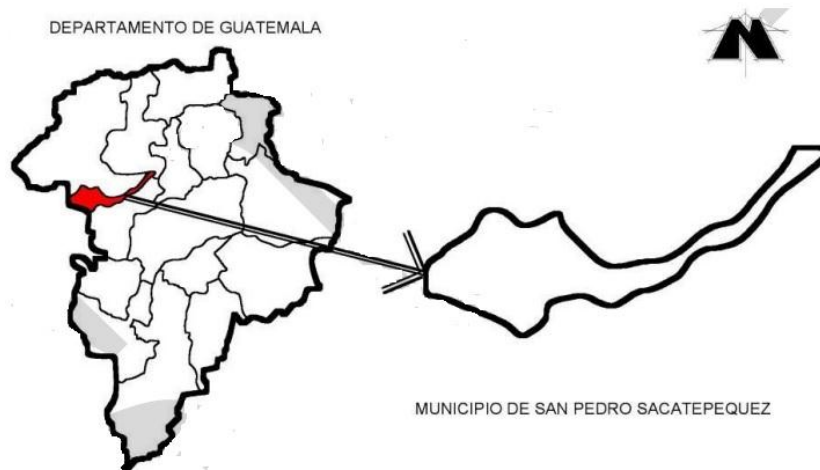 DEPARTAMENTO DE GUATEMALA
N
MUNICIPIO DE SAN PEDRO SACATEPEQUEZ